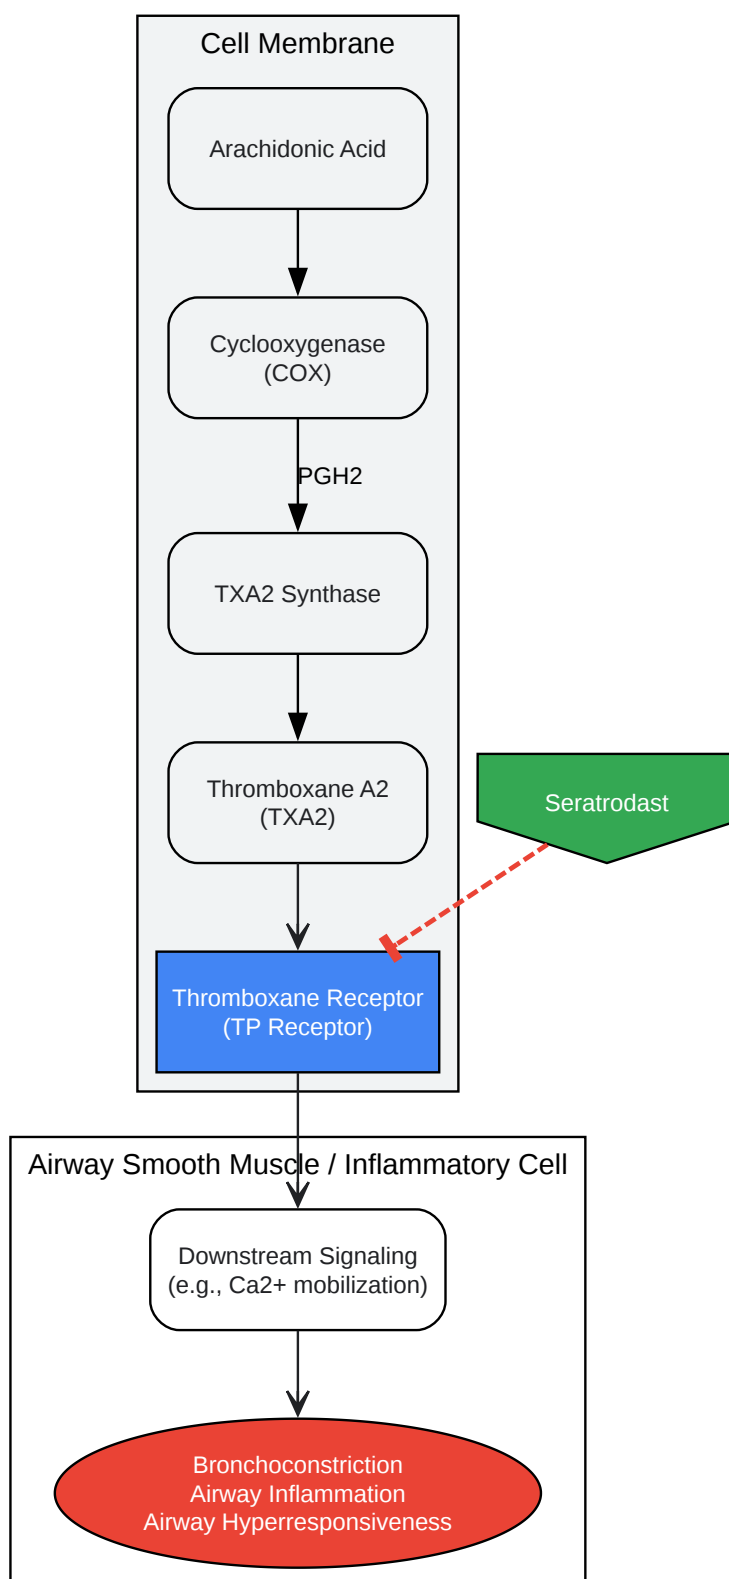 Cell Membrane
Arachidonic Acid
Cyclooxygenase
(COX)
PGH2
TXA2 Synthase
Thromboxane A2
(TXA2)
Seratrodast
Thromboxane Receptor
(TP Receptor)
Airway Smooth Muscle / Inflammatory Cell
Downstream Signaling
(e.g., Ca2+ mobilization)
Bronchoconstriction
Airway Inflammation
Airway Hyperresponsiveness